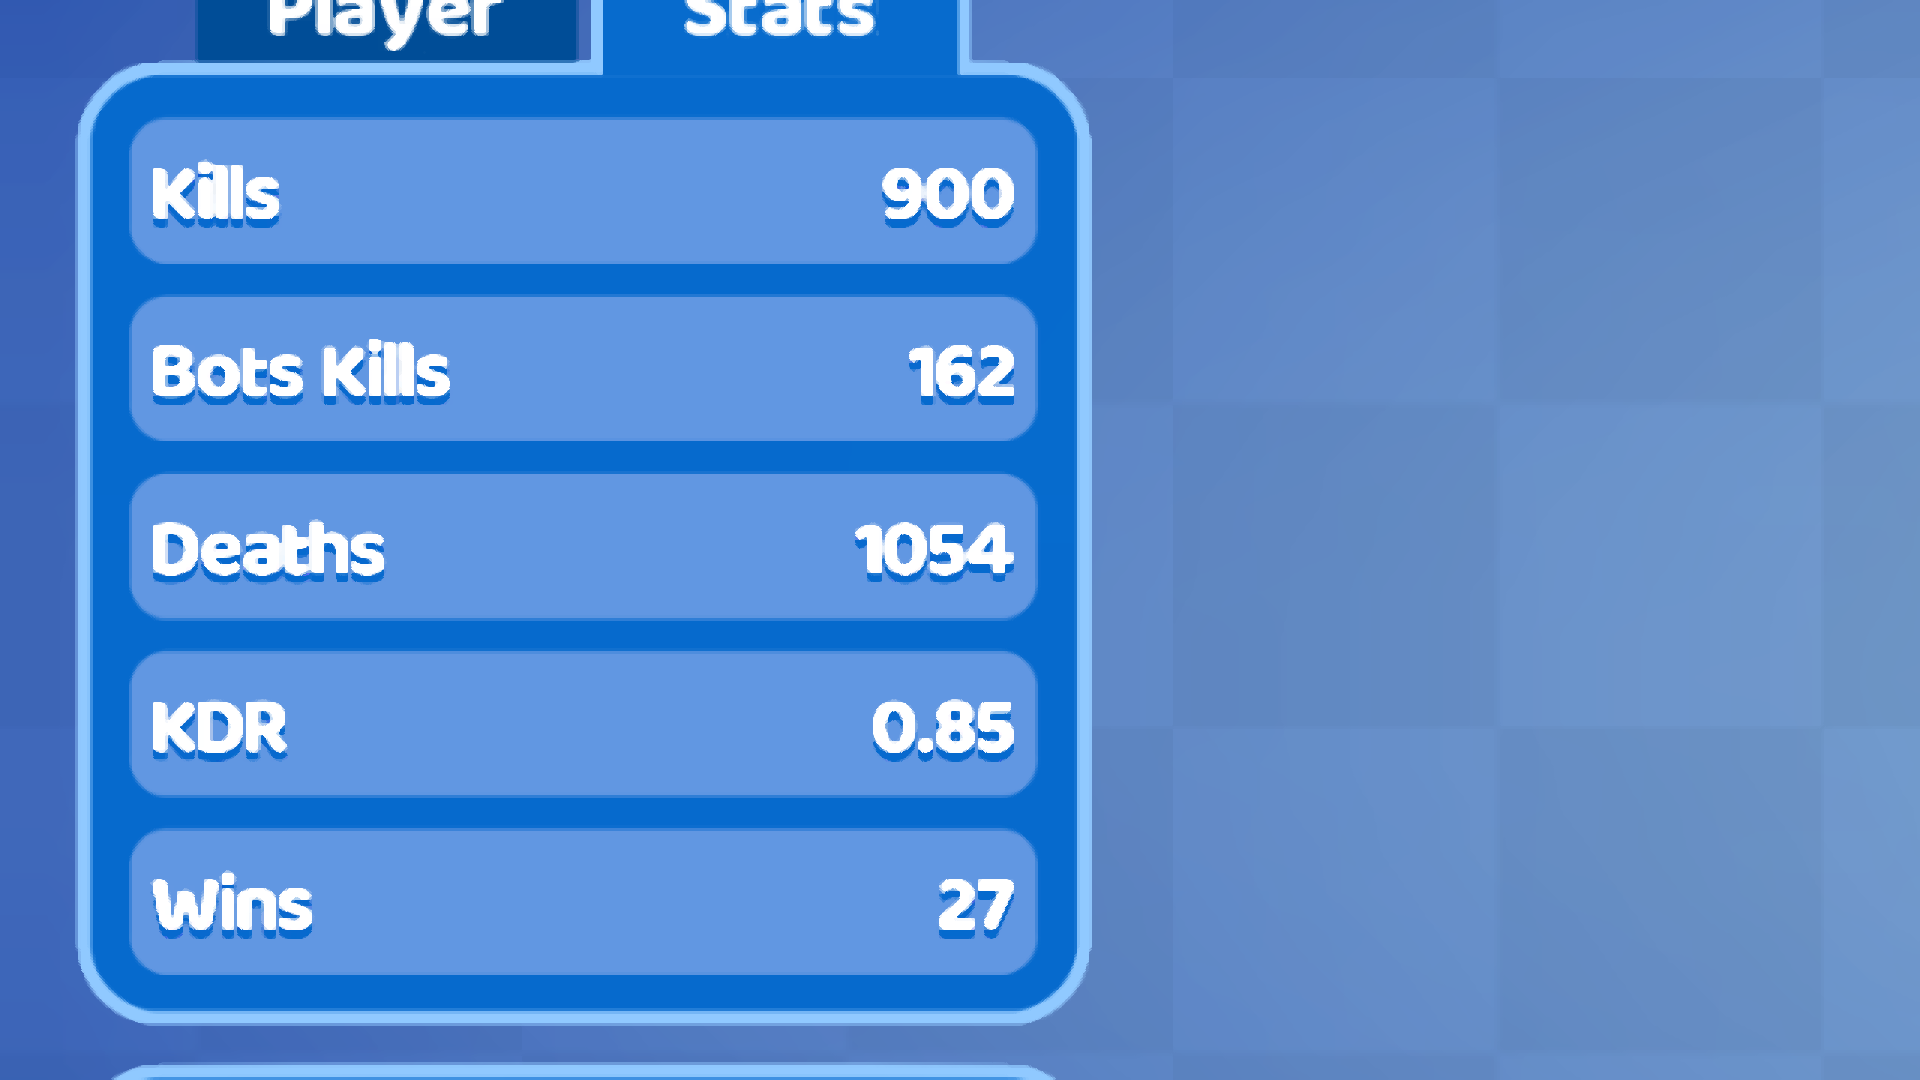 Player Stats
Kills 900
Bots Kills 162
Deaths 1054
KDR 0.85
Wins 27